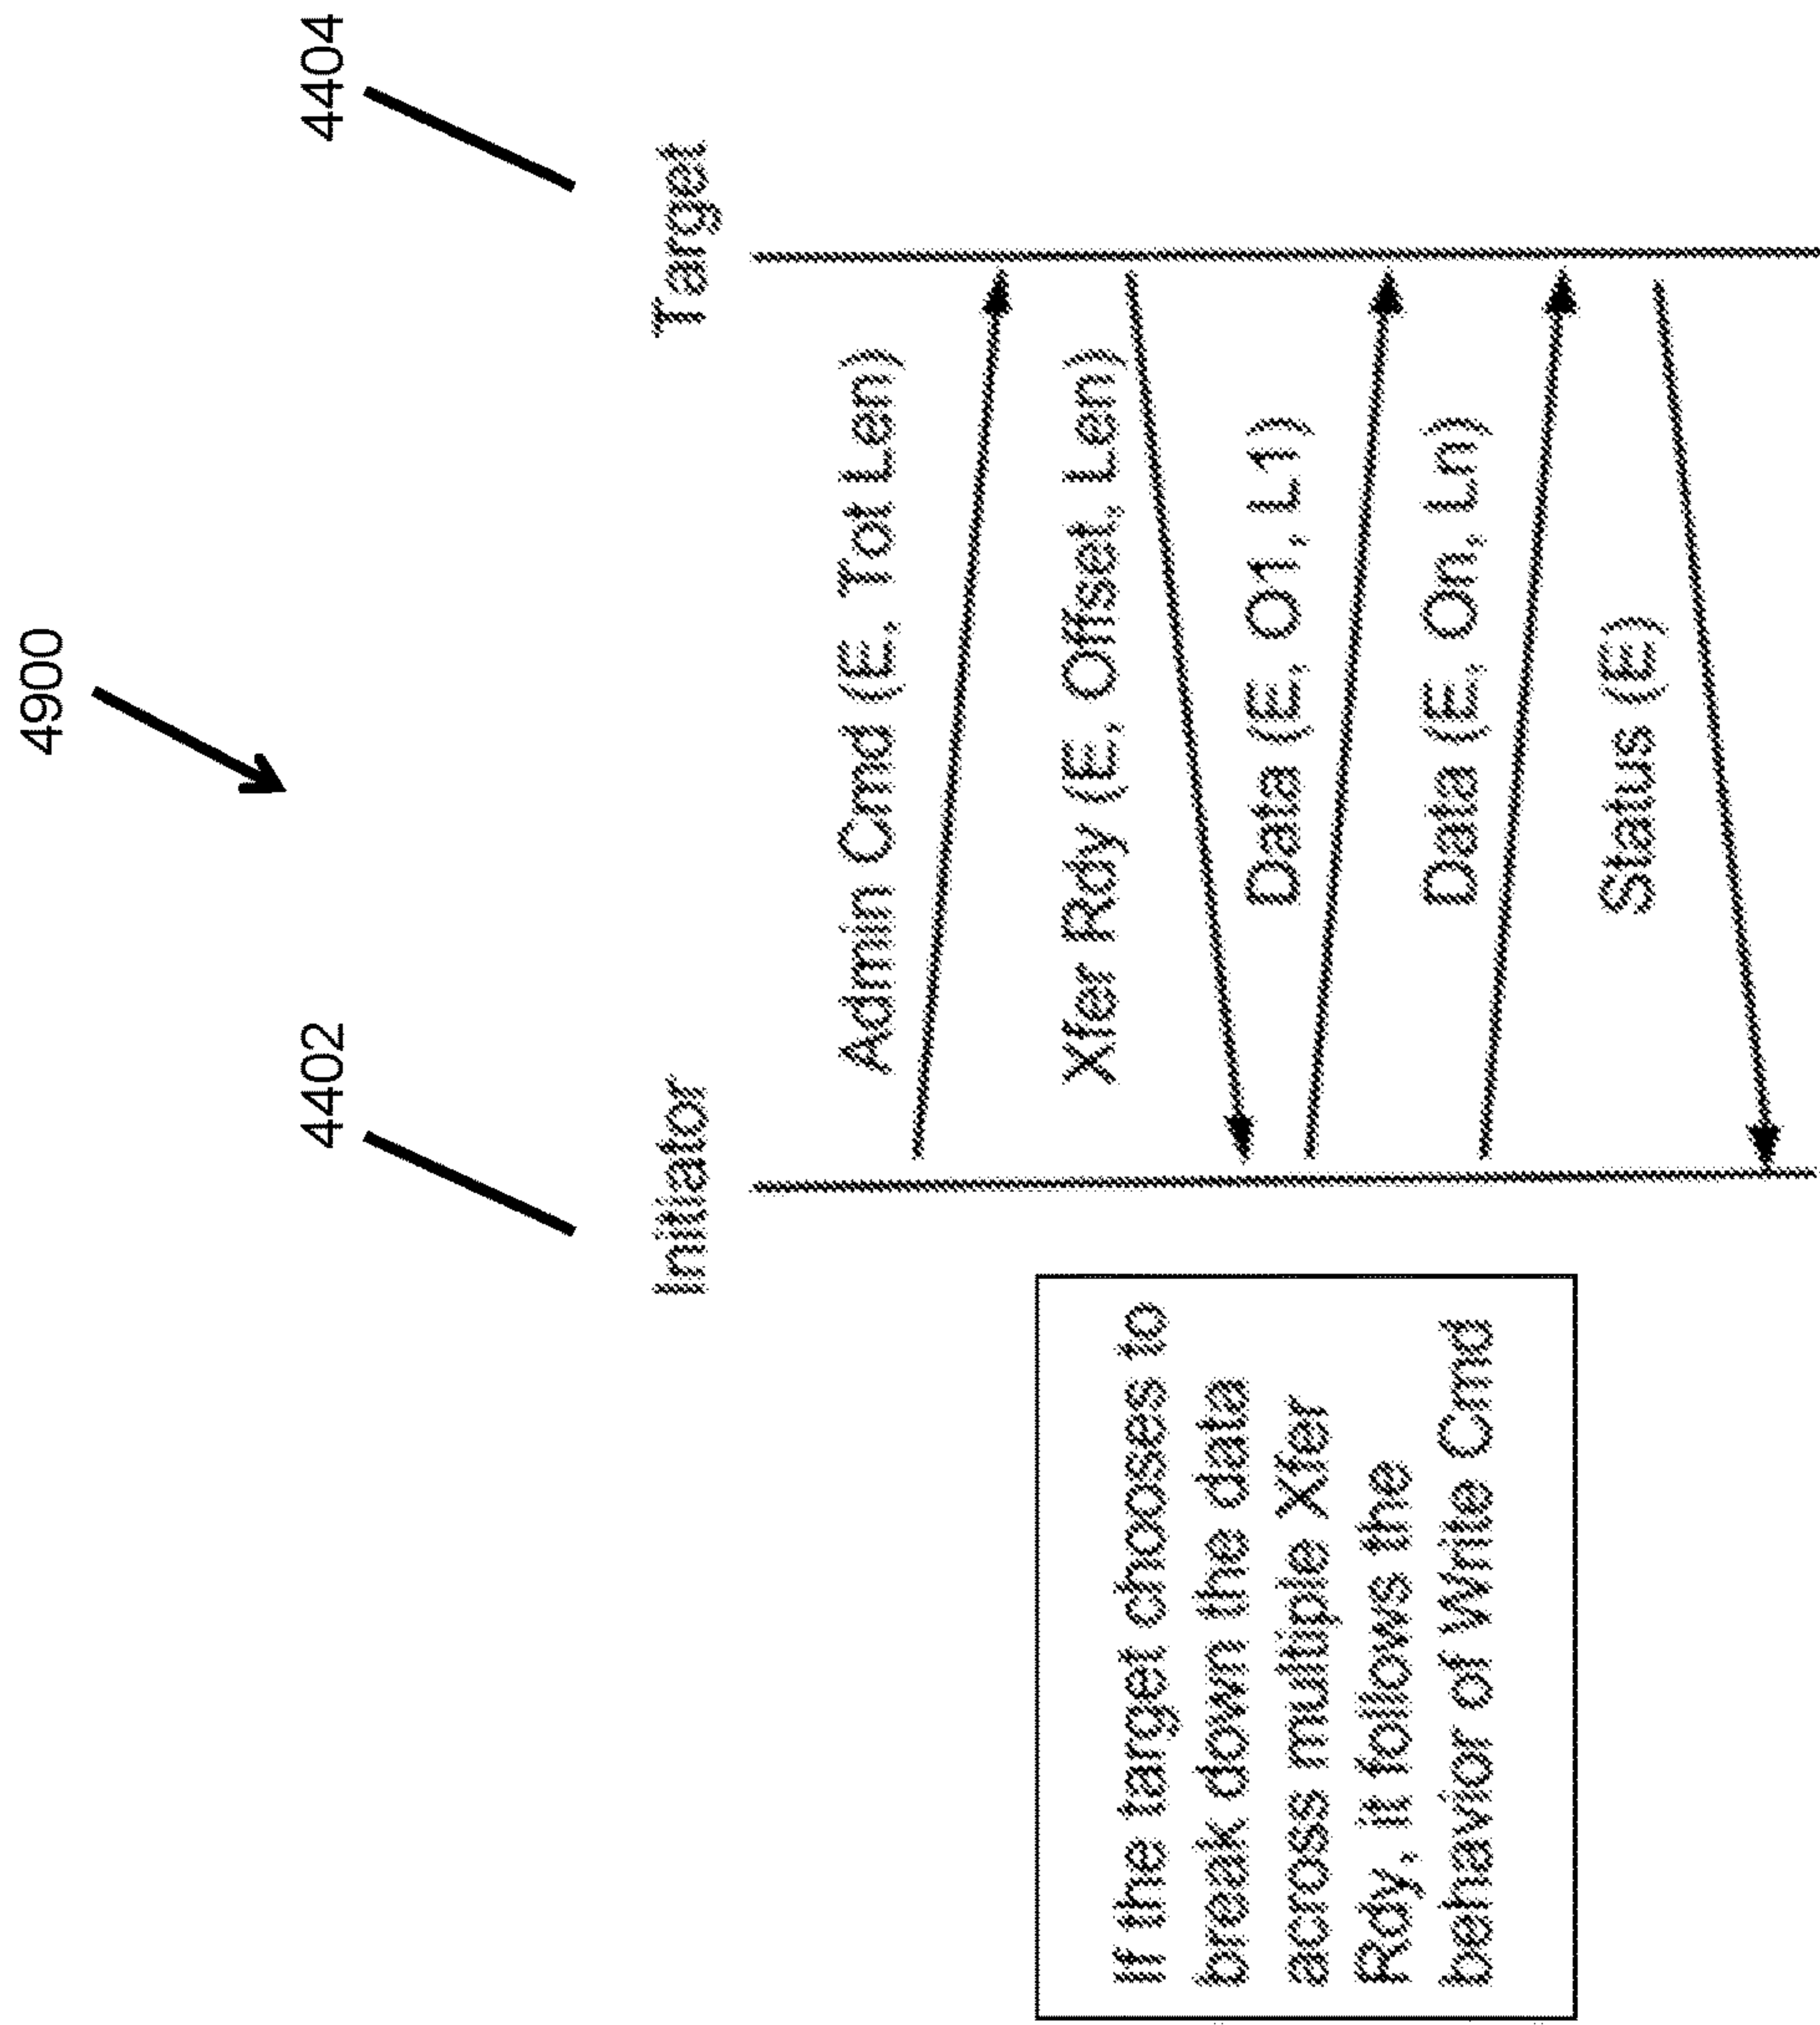 4900
4402
4404
Initiator
Target
Admin Cmd (E, Tot Len)
Xfer Rdy (E, Offset, Len)
Data (E, O1, L1)
Data (E, On, Ln)
Status (E)
If the target chooses to
break down the data
across multiple Xfer
Rdy, it follows the
behavior of Write Cmd